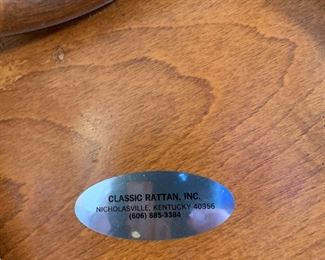 CLASSIC RATTAN, INC.
NICHOLASVILLE, KENTUCKY 40356
(606) 885-3384